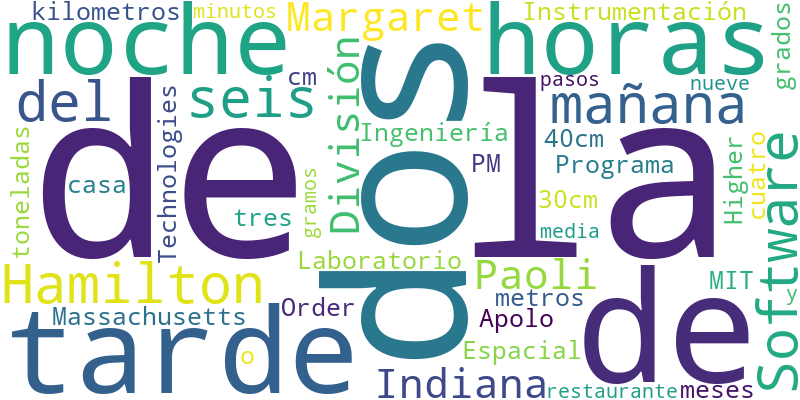 kilometros
minutos
Margaret
Instrumentación
noche
horas
grados
del
seis
cm
División
pasos
nueve
mañana
de
dos
la
Ingeniería
40cm
PM
Programa
Technologies
toneladas
casa
tres
gramos
30cm
media
Higher
cuatro
Software
Laboratorio
Paoli
MIT
y
Hamilton
Order
metros
Massachusetts
Apolo
de
tarde
o
Espacial
Indiana
restaurante
meses